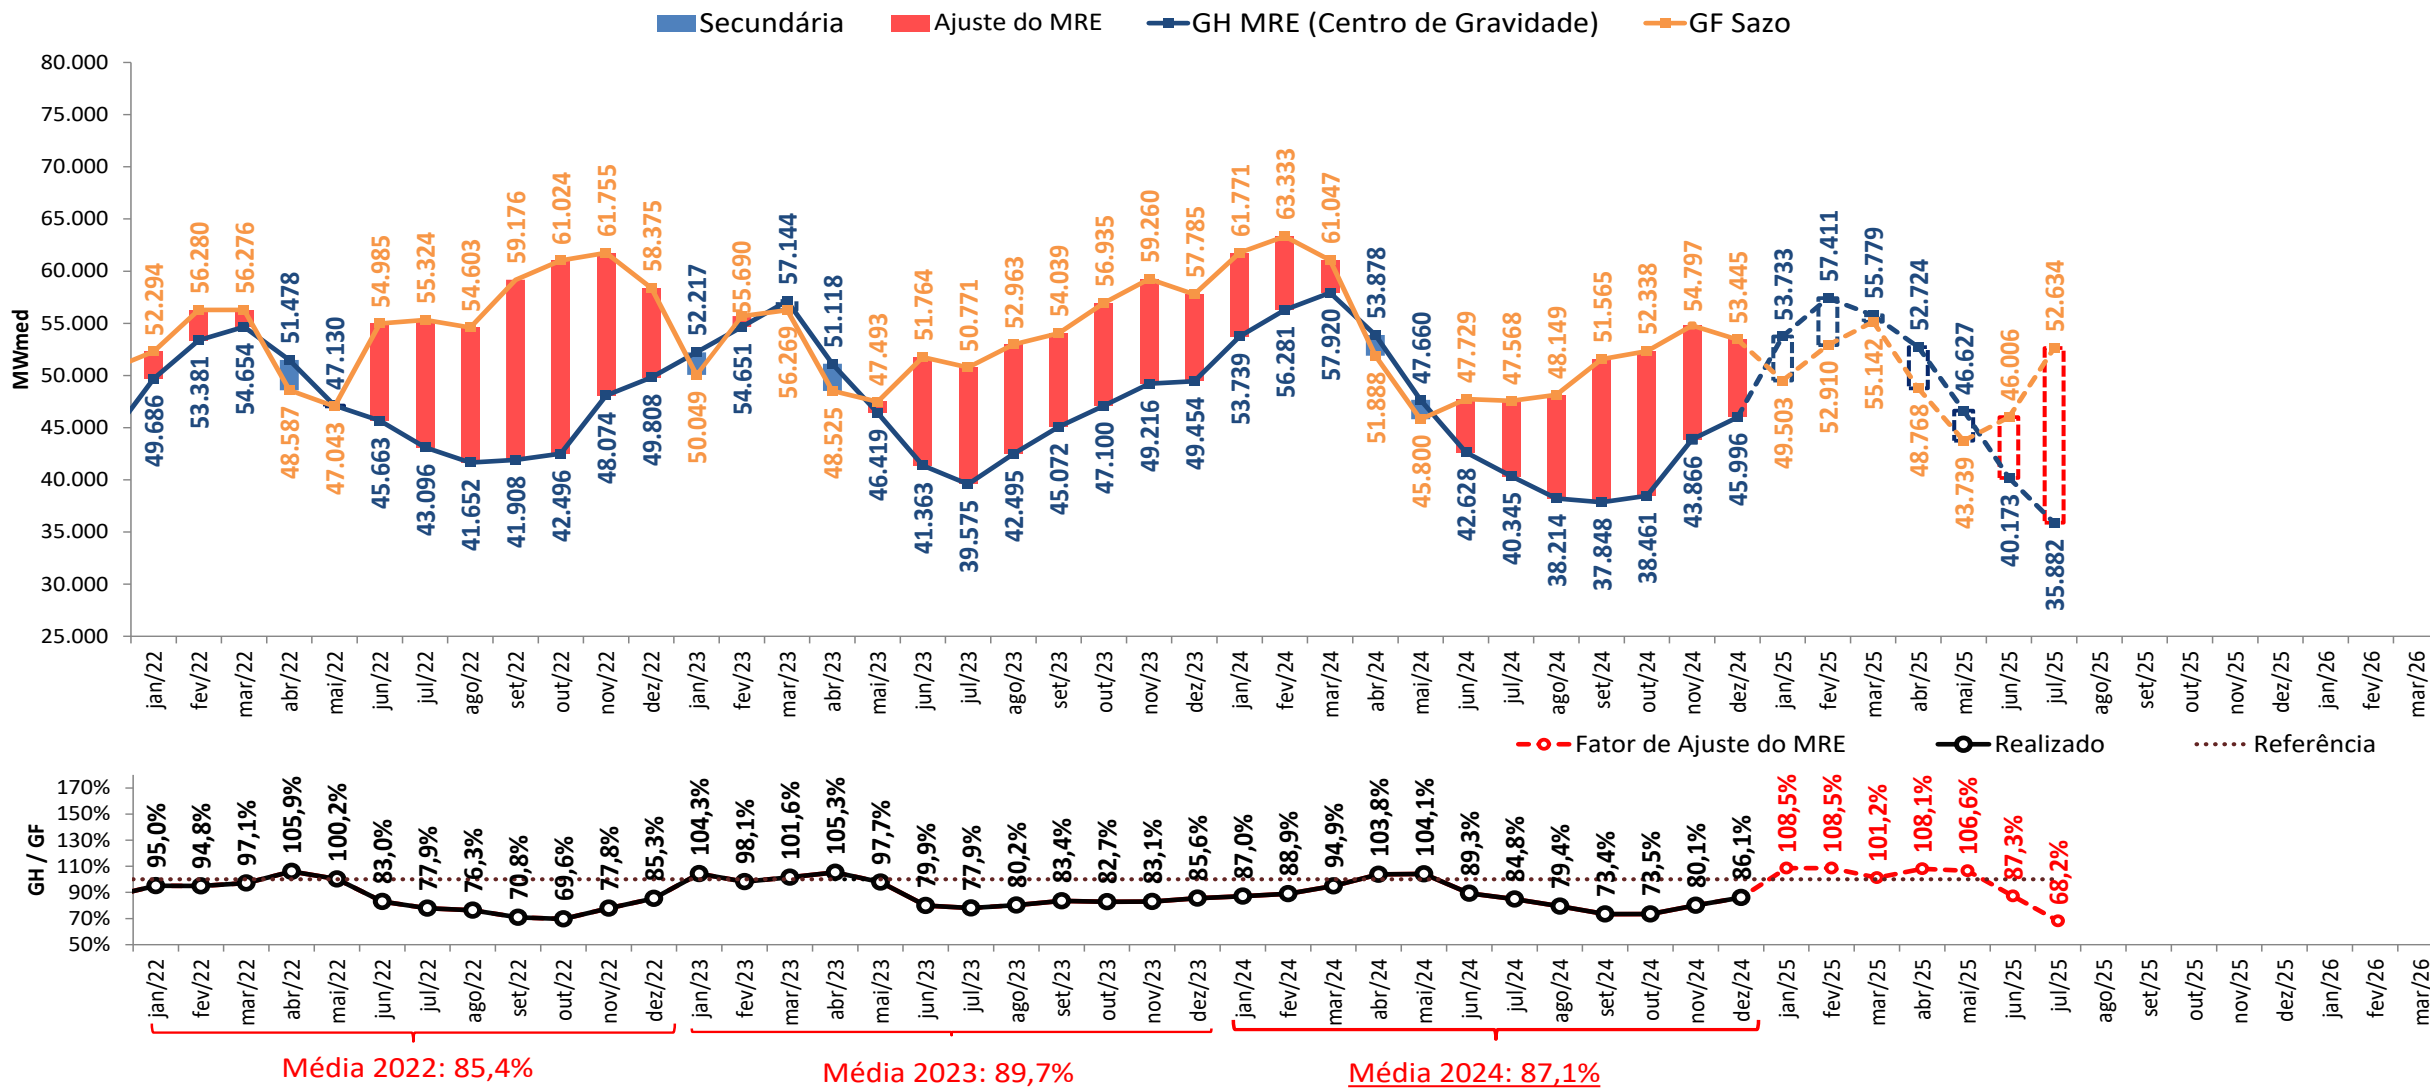 Secundária Ajuste do MRE GH MRE (Centro de Gravidade) GF Sazo
MWmed
80.000
75.000
70.000
65.000
60.000
55.000
50.000
45.000
40.000
35.000
30.000
25.000
52.294 56.280 56.276 51.478 47.130 54.985 55.324 54.603 59.176 61.024 61.755 58.375 52.217 55.690 57.144 51.118 47.493 51.764 50.771 52.963 54.039 56.935 59.260 57.785 61.771 63.333 61.047 53.878 47.660 47.729 47.568 48.149 51.565 52.338 54.797 53.445 53.733 57.411 55.779 52.724 46.627 46.006 52.634
49.686 53.381 54.654 48.587 47.043 45.663 43.096 41.652 41.908 42.496 48.074 49.808 50.049 54.651 56.269 48.525 46.419 41.363 39.575 42.495 45.072 47.100 49.216 49.454 53.739 56.281 57.920 51.888 45.800 42.628 40.345 38.214 37.848 38.461 43.866 45.996 49.503 52.910 55.142 48.768 43.739 40.173 35.882
jan/22 fev/22 mar/22 abr/22 mai/22 jun/22 jul/22 ago/22 set/22 out/22 nov/22 dez/22 jan/23 fev/23 mar/23 abr/23 mai/23 jun/23 jul/23 ago/23 set/23 out/23 nov/23 dez/23 jan/24 fev/24 mar/24 abr/24 mai/24 jun/24 jul/24 ago/24 set/24 out/24 nov/24 dez/24 jan/25 fev/25 mar/25 abr/25 mai/25 jun/25 jul/25 ago/25 set/25 out/25 nov/25 dez/25 jan/26 fev/26 mar/26
Fator de Ajuste do MRE Realizado Referência
GH / GF
170%
150%
130%
110%
90%
70%
50%
95,0% 94,8% 97,1% 105,9% 100,2% 83,0% 77,9% 76,3% 70,8% 69,6% 77,8% 85,3% 104,3% 98,1% 101,6% 105,3% 97,7% 79,9% 77,9% 80,2% 83,4% 82,7% 83,1% 85,6% 87,0% 88,9% 94,9% 103,8% 104,1% 89,3% 84,8% 79,4% 73,4% 73,5% 80,1% 86,1% 108,5% 108,5% 101,2% 108,1% 106,6% 87,3% 68,2%
jan/22 fev/22 mar/22 abr/22 mai/22 jun/22 jul/22 ago/22 set/22 out/22 nov/22 dez/22 jan/23 fev/23 mar/23 abr/23 mai/23 jun/23 jul/23 ago/23 set/23 out/23 nov/23 dez/23 jan/24 fev/24 mar/24 abr/24 mai/24 jun/24 jul/24 ago/24 set/24 out/24 nov/24 dez/24 jan/25 fev/25 mar/25 abr/25 mai/25 jun/25 jul/25 ago/25 set/25 out/25 nov/25 dez/25 jan/26 fev/26 mar/26
Média 2022: 85,4% Média 2023: 89,7% Média 2024: 87,1%